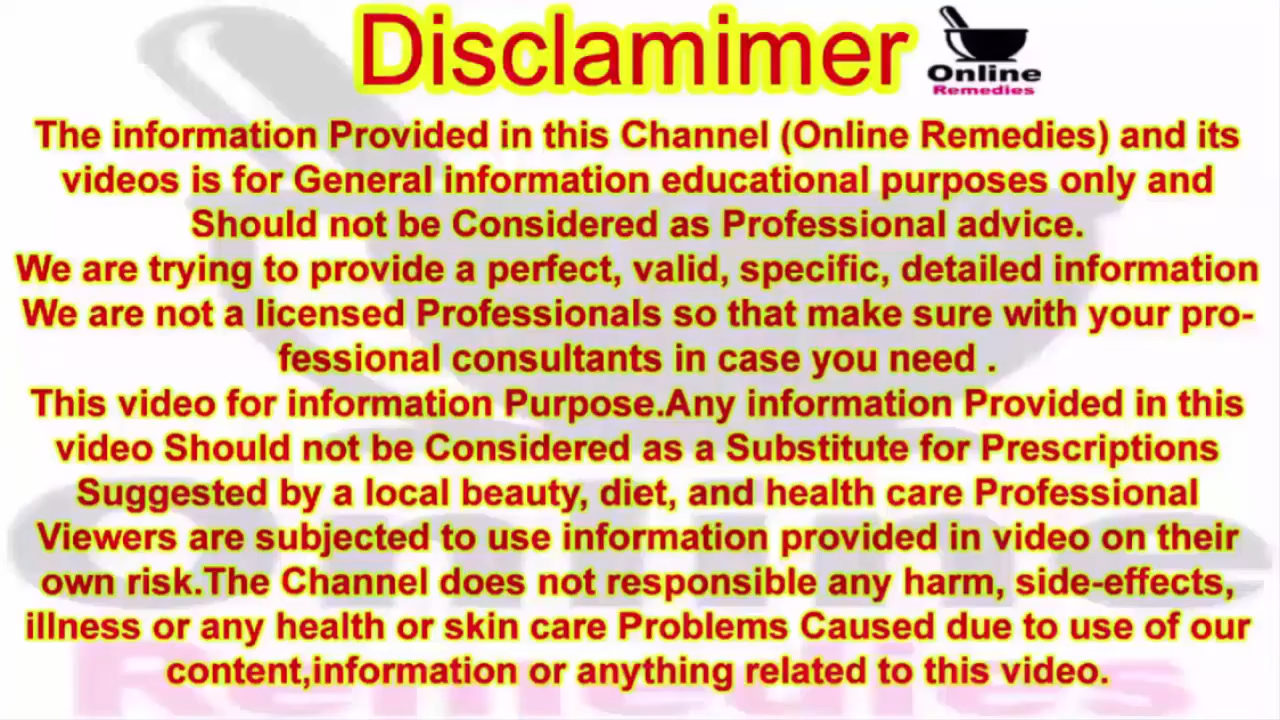 Disclamimer
Online
Remedies
The information Provided in this Channel (Online Remedies) and its
videos is for General information educational purposes only and
Should not be Considered as Professional advice.
We are trying to provide a perfect, valid, specific, detailed information
We are not a licensed Professionals so that make sure with your pro-
fessional consultants in case you need .
This video for information Purpose.Any information Provided in this
video Should not be Considered as a Substitute for Prescriptions
Suggested by a local beauty, diet, and health care Professional
Viewers are subjected to use information provided in video on their
own risk.The Channel does not responsible any harm, side-effects,
illness or any health or skin care Problems Caused due to use of our
content,information or anything related to this video.
Online
Remedies